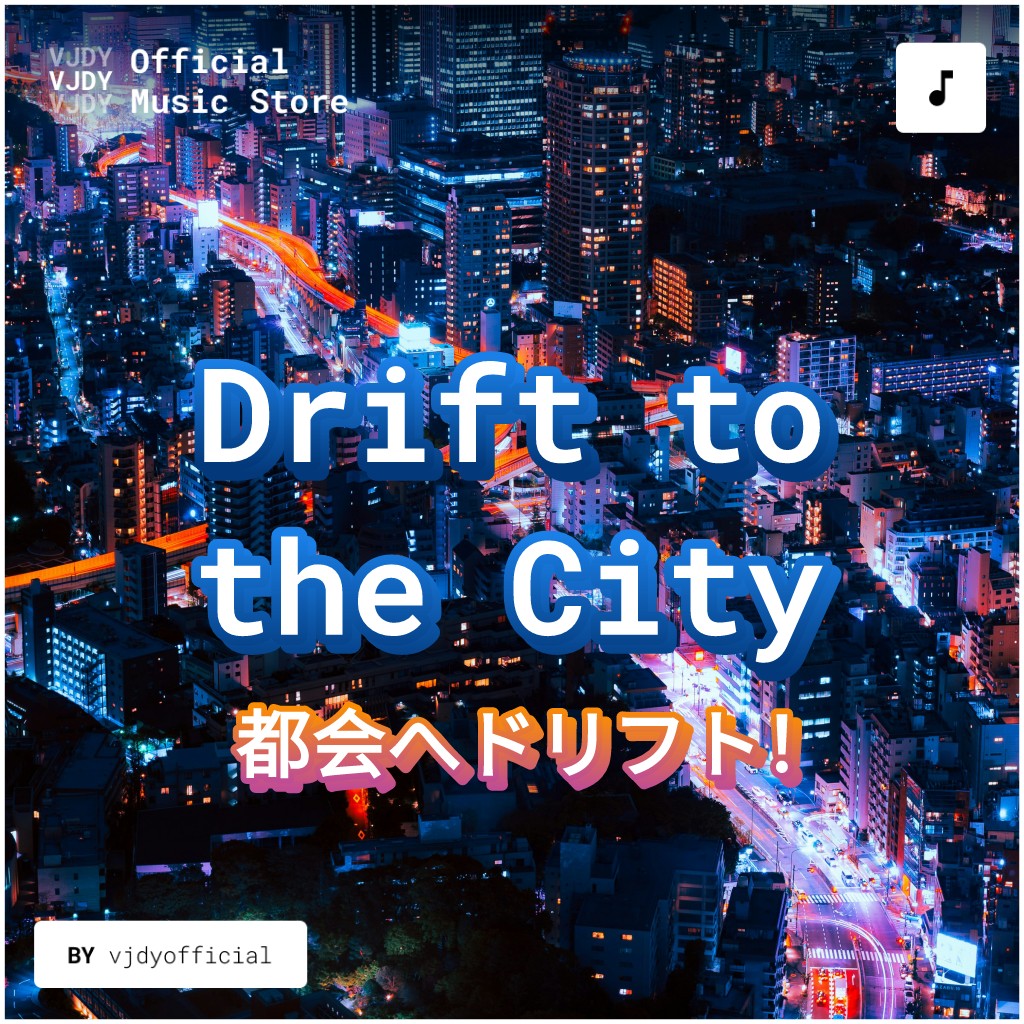 VJDY
VJDY
VJDY
Official
Music Store
Drift to
the City
都会へドリフト!
BY vjdyofficial